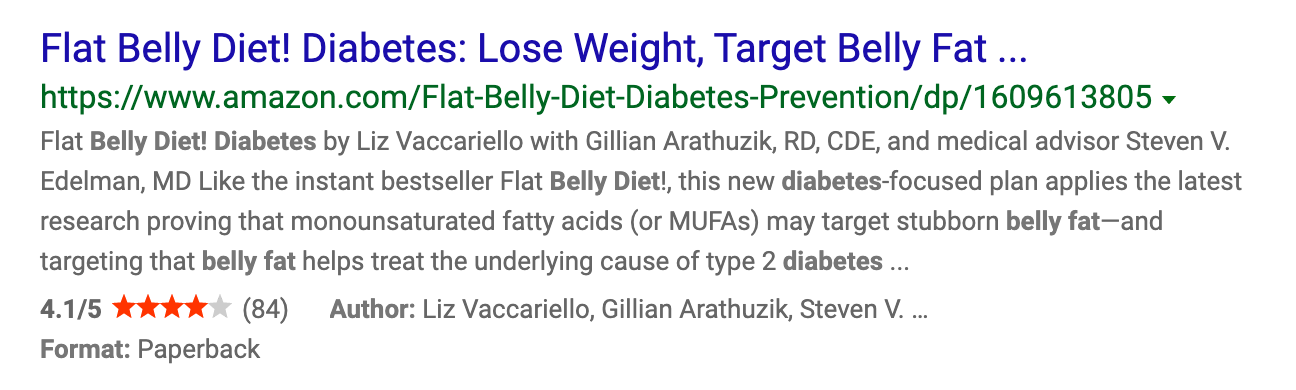 Flat Belly Diet! Diabetes: Lose Weight, Target Belly Fat ...
https://www.amazon.com/Flat-Belly-Diet-Diabetes-Prevention/dp/1609613805
Flat Belly Diet! Diabetes by Liz Vaccariello with Gillian Arathuzik, RD, CDE, and medical advisor Steven V.
Edelman, MD Like the instant bestseller Flat Belly Diet!, this new diabetes-focused plan applies the latest
research proving that monounsaturated fatty acids (or MUFAs) may target stubborn belly fat—and
targeting that belly fat helps treat the underlying cause of type 2 diabetes ...
4.1/5 (84) Author: Liz Vaccariello, Gillian Arathuzik, Steven V. ...
Format: Paperback